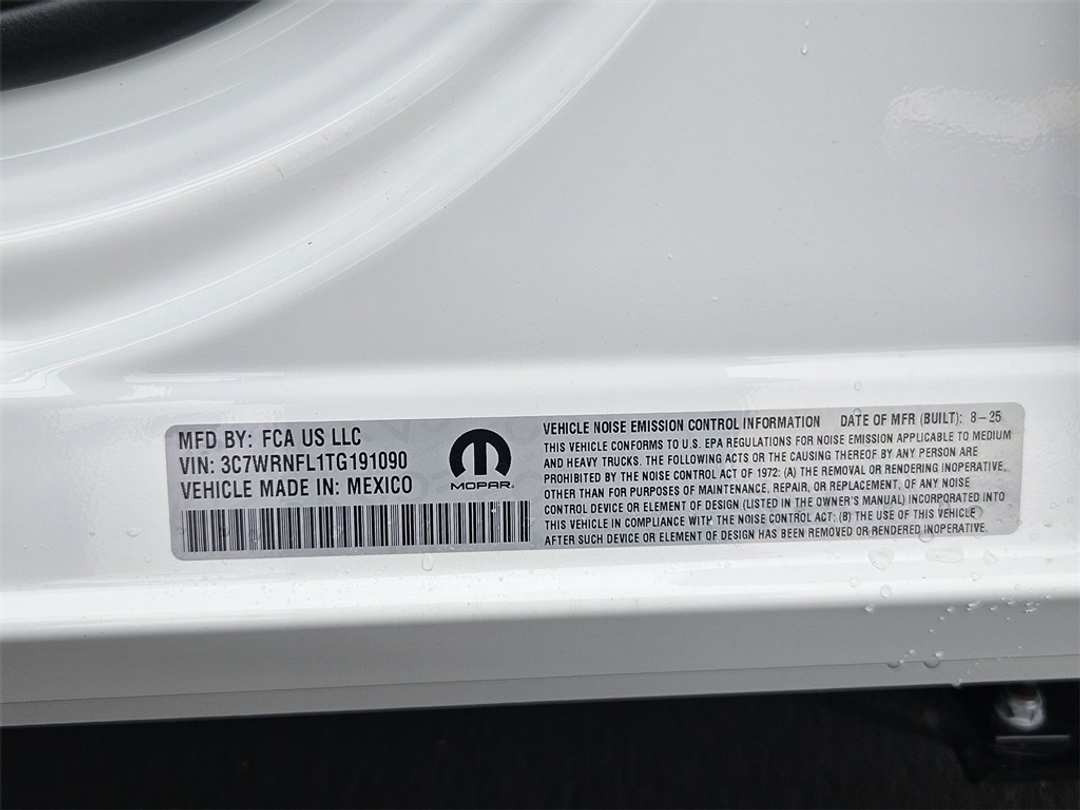 MFD BY: FCA US LLC
VIN: 3C7WRNFL1TG191090
VEHICLE MADE IN: MEXICO
MOPAR
VEHICLE NOISE EMISSION CONTROL INFORMATION DATE OF MFR (BUILT): 8-25
THIS VEHICLE CONFORMS TO U.S. EPA REGULATIONS FOR NOISE EMISSION APPLICABLE TO MEDIUM
AND HEAVY TRUCKS. THE FOLLOWING ACTS OR THE CAUSING THEREOF BY ANY PERSON ARE
PROHIBITED BY THE NOISE CONTROL ACT OF 1972: (A) THE REMOVAL OR RENDERING INOPERATIVE,
OTHER THAN FOR PURPOSES OF MAINTENANCE, REPAIR, OR REPLACEMENT, OF ANY NOISE
CONTROL DEVICE OR ELEMENT OF DESIGN (LISTED IN THE OWNER'S MANUAL) INCORPORATED INTO
THIS VEHICLE IN COMPLIANCE WITH THE NOISE CONTROL ACT; (B) THE USE OF THIS VEHICLE
AFTER SUCH DEVICE OR ELEMENT OF DESIGN HAS BEEN REMOVED OR RENDERED INOPERATIVE.